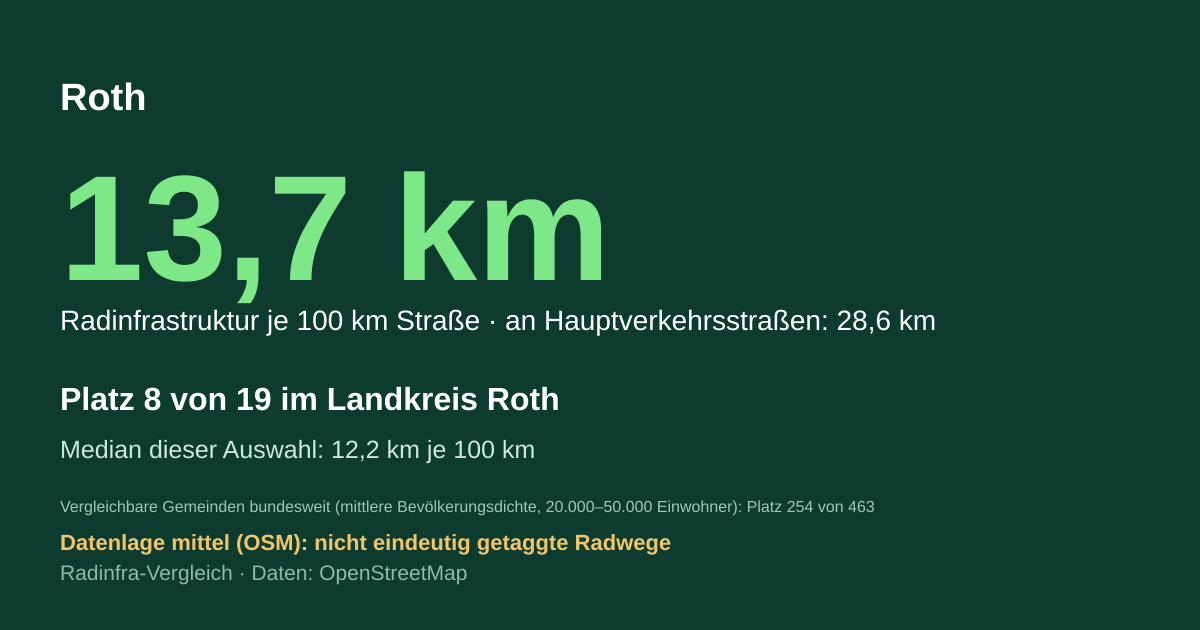 Roth
13,7 km
Radinfrastruktur je 100 km Straße · an Hauptverkehrsstraßen: 28,6 km
Platz 8 von 19 im Landkreis Roth
Median dieser Auswahl: 12,2 km je 100 km
Vergleichbare Gemeinden bundesweit (mittlere Bevölkerungsdichte, 20.000–50.000 Einwohner): Platz 254 von 463
Datenlage mittel (OSM): nicht eindeutig getaggte Radwege
Radinfra-Vergleich · Daten: OpenStreetMap